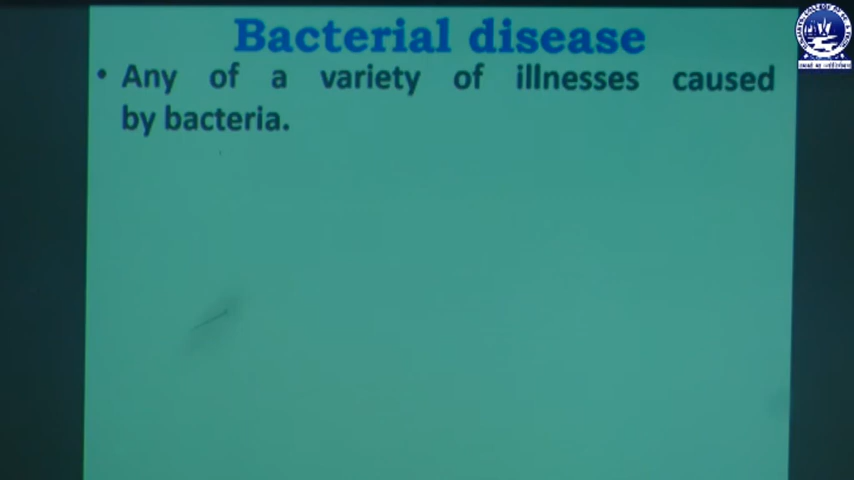 Bacterial disease
• Any of a variety of illnesses caused
by bacteria.